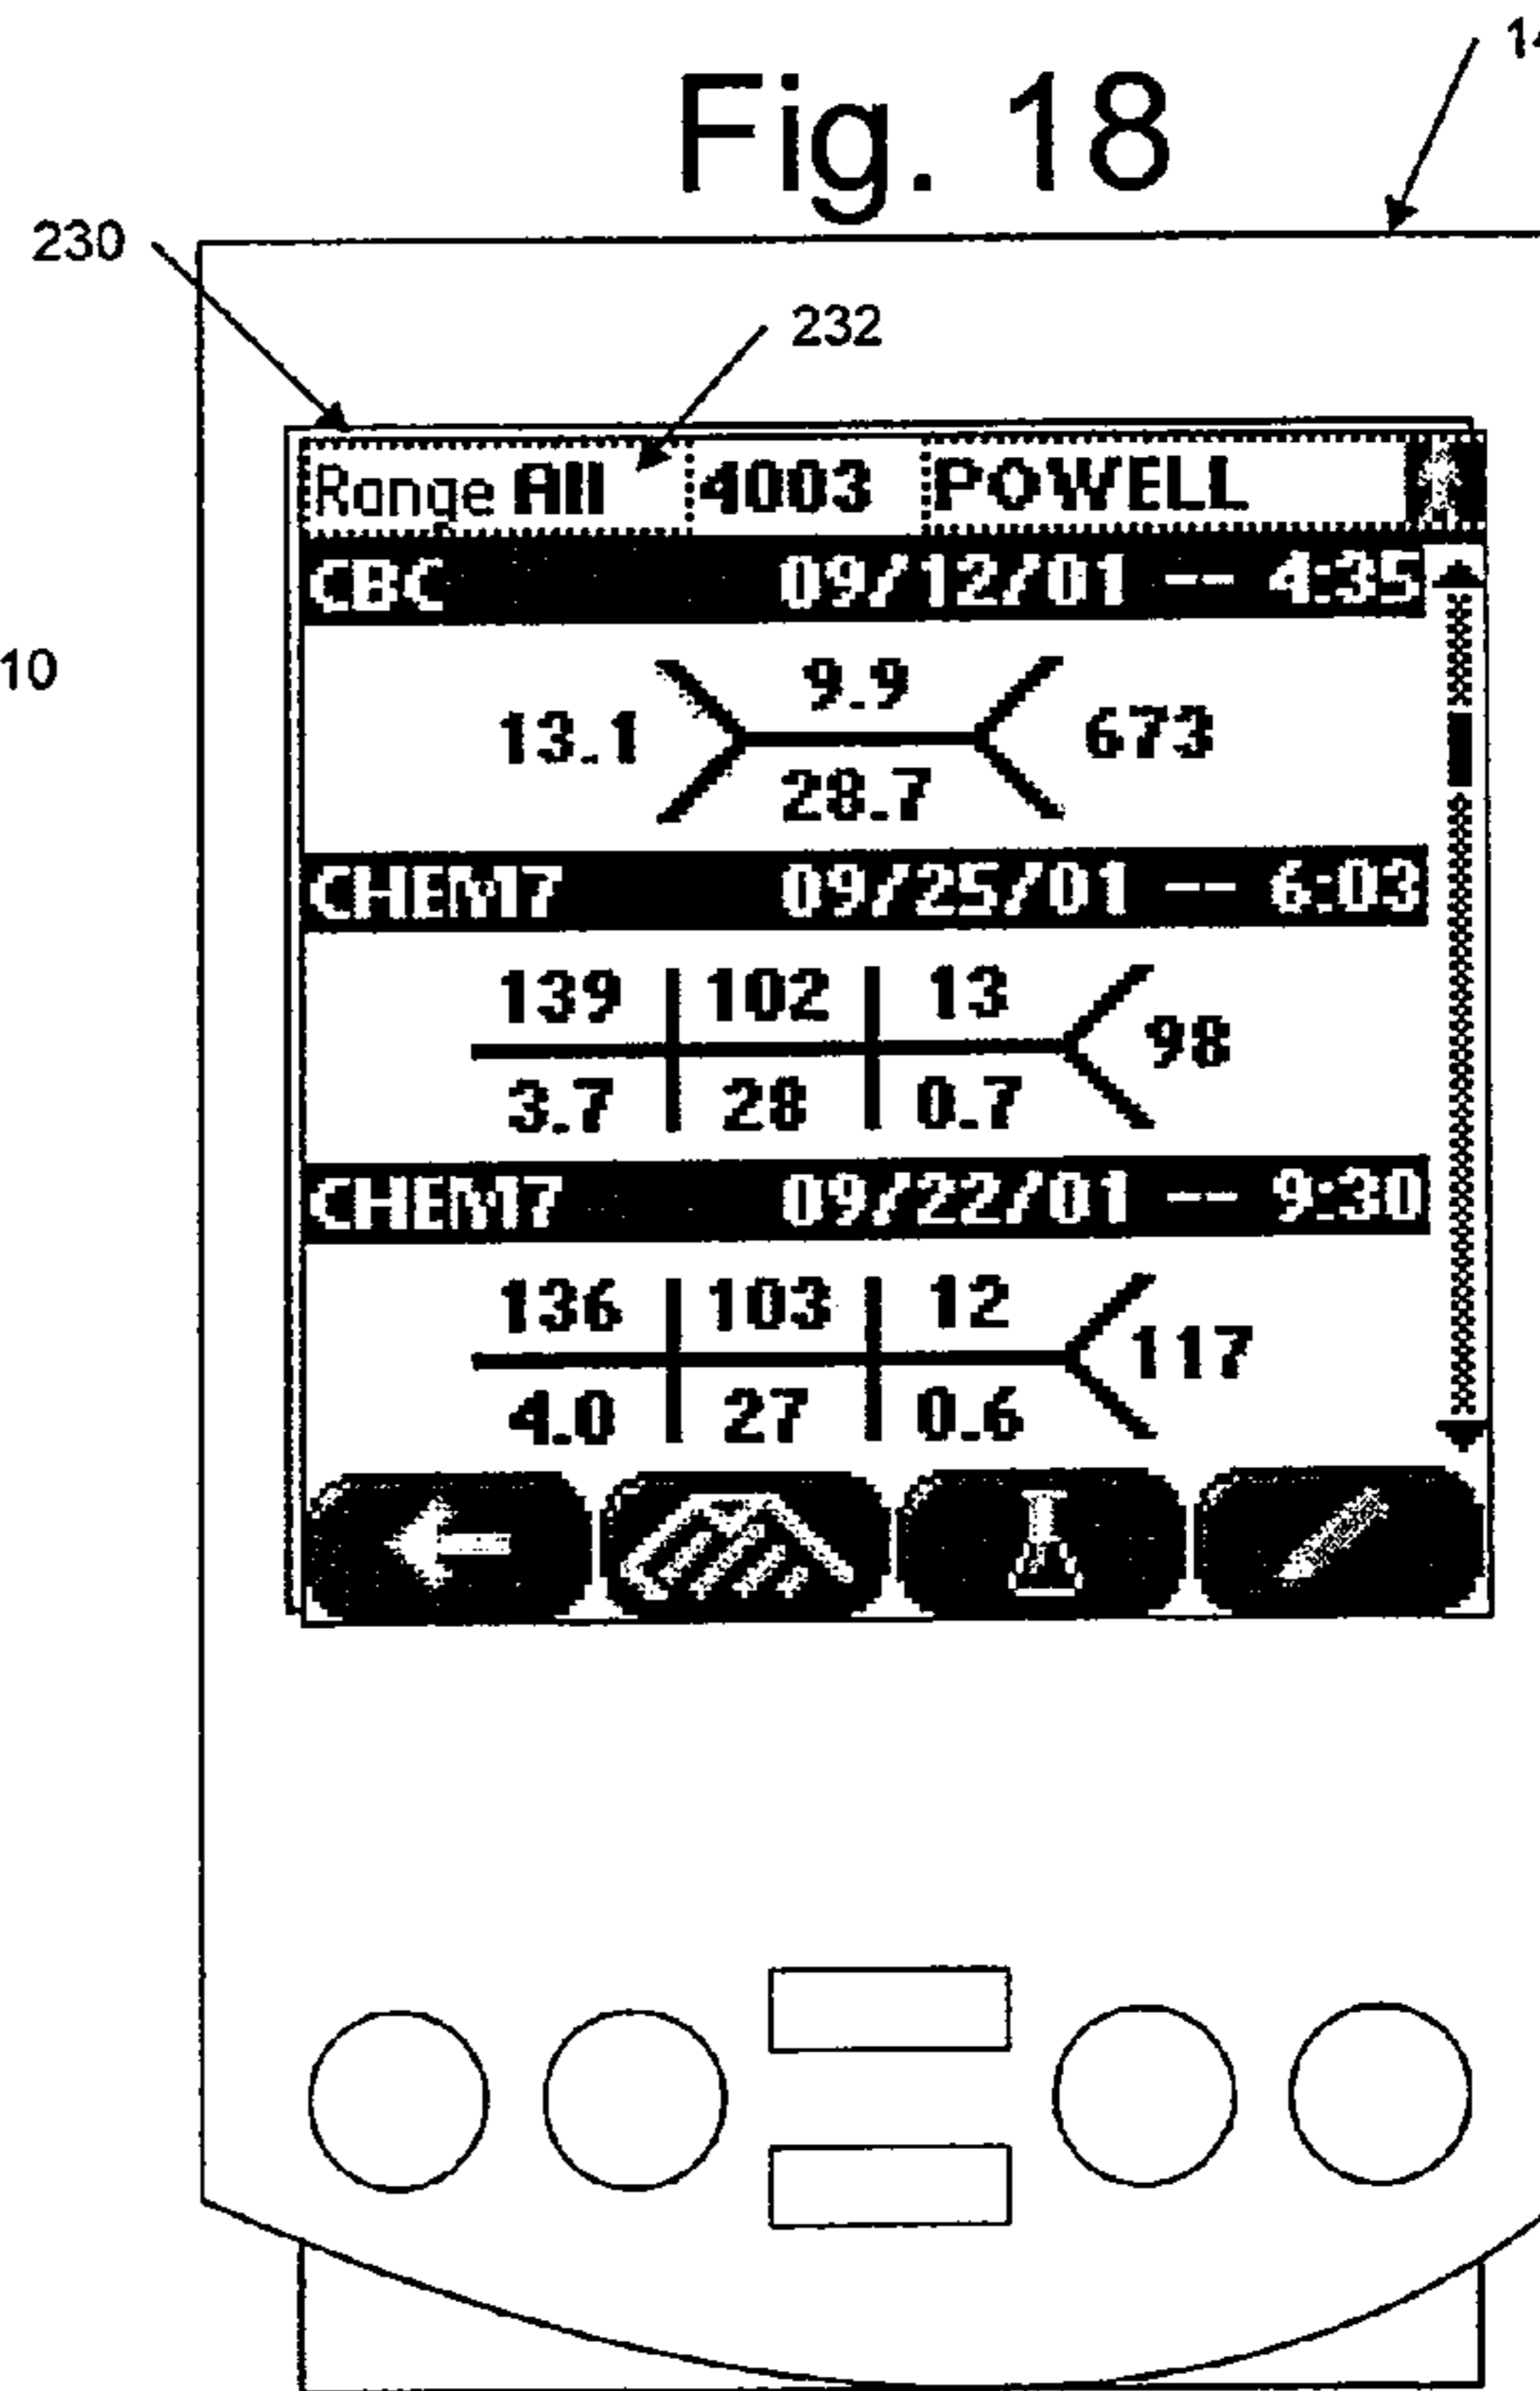 14
Fig. 18
230
232
Range All 4003 POWELL
CBC 09/12/01 -- 4:35
10
9.9
13.1 673
28.7
CHEM7 09/25/01 -- 6:03
139 102 13
98
3.7 28 0.7
CHEM7 09/22/01 -- 9:30
136 103 12
117
4.0 27 0.6